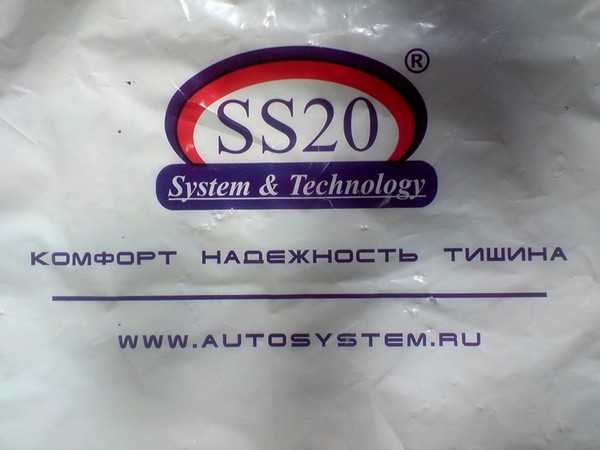 ®
SS20
System & Technology
КОМФОРТ НАДЕЖНОСТЬ ТИШИНА
WWW.AUTOSYSTEM.RU